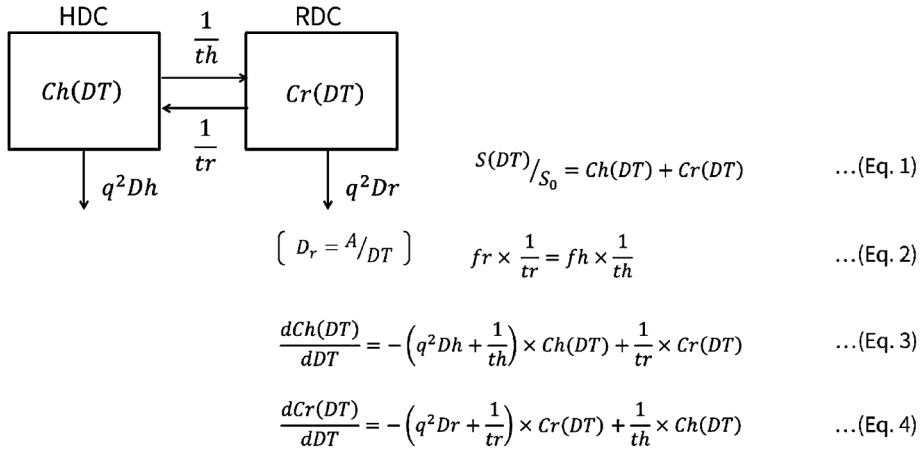 HDC
RDC
1/th
Ch(DT)
Cr(DT)
1/tr
q²Dh
q²Dr
S(DT)/S₀ = Ch(DT) + Cr(DT) …(Eq. 1)
( Dᵣ = A/DT )
fr × 1/tr = fh × 1/th …(Eq. 2)
dCh(DT)/dDT = −(q²Dh + 1/th) × Ch(DT) + 1/tr × Cr(DT) …(Eq. 3)
dCr(DT)/dDT = −(q²Dr + 1/tr) × Cr(DT) + 1/th × Ch(DT) …(Eq. 4)